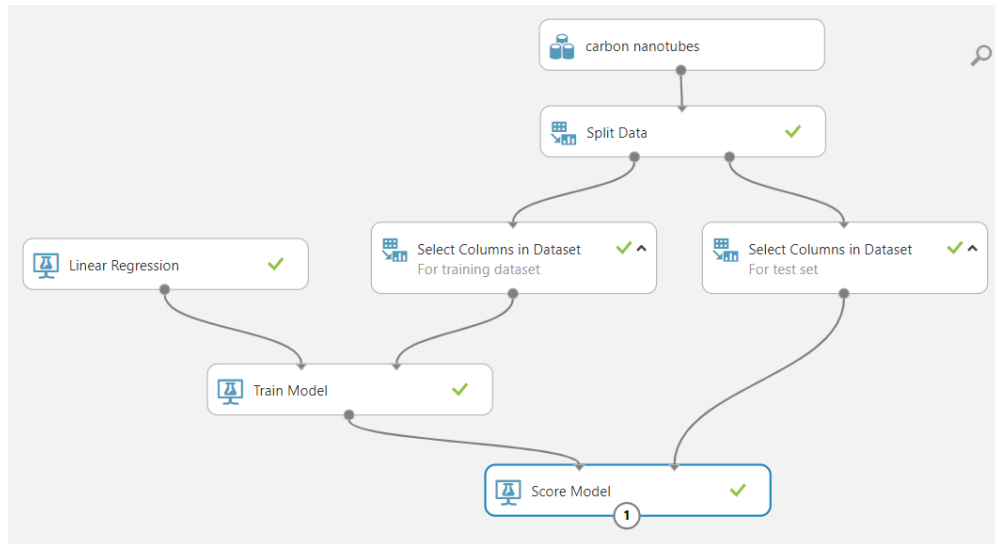 carbon nanotubes
Split Data
Linear Regression
Select Columns in Dataset
For training dataset
Select Columns in Dataset
For test set
Train Model
Score Model
1